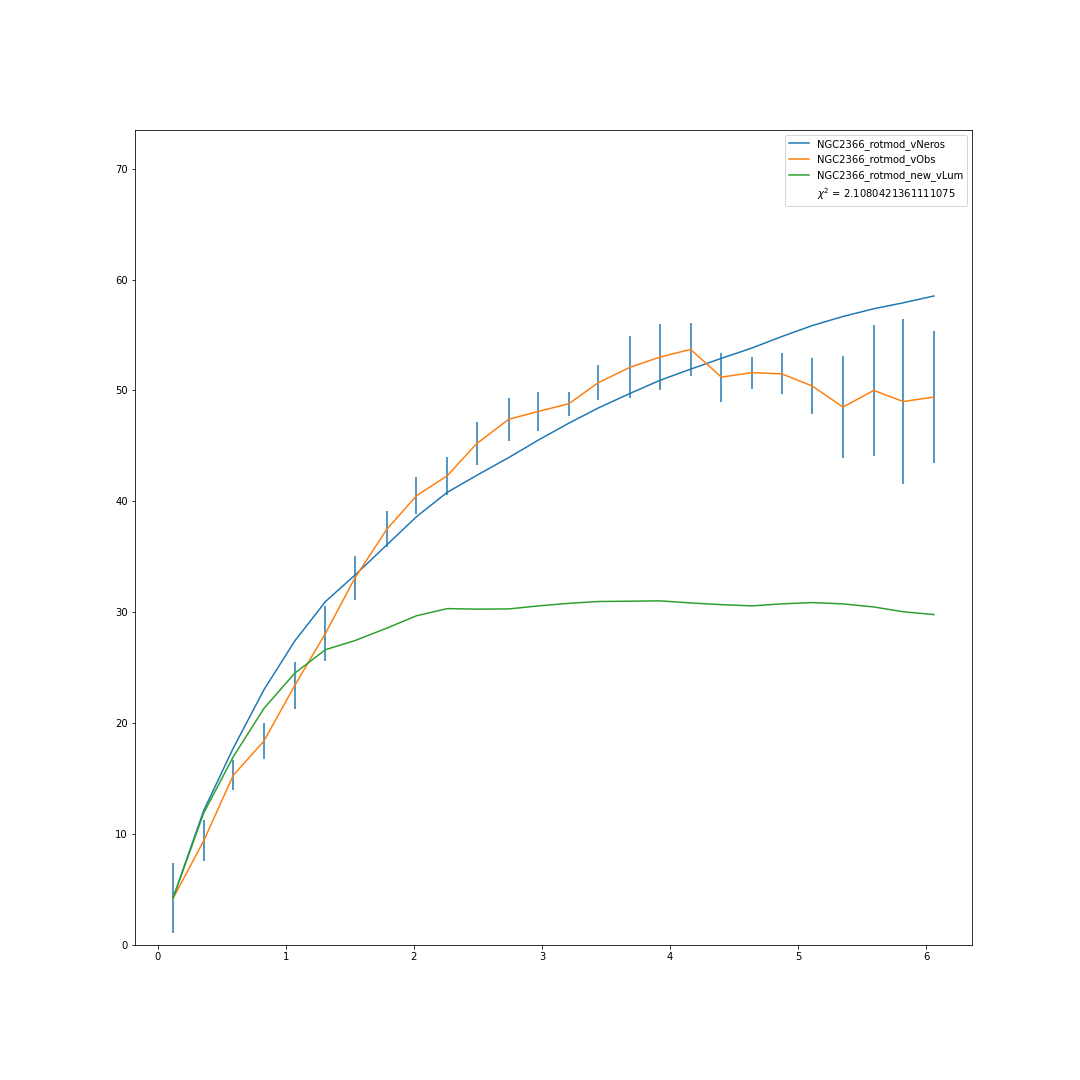 NGC2366_rotmod_vNeros
NGC2366_rotmod_vObs
NGC2366_rotmod_new_vLum
χ² = 2.1080421361111075
70
60
50
40
30
20
10
0
0 1 2 3 4 5 6